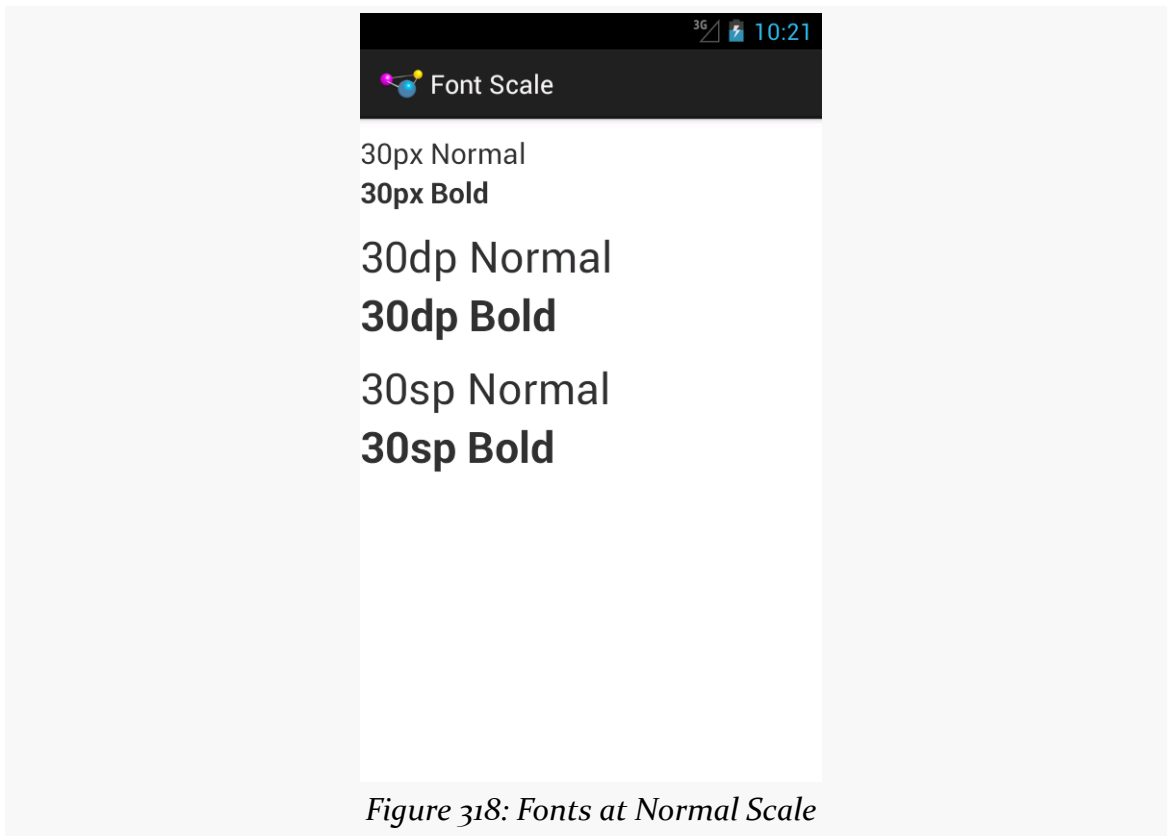 3G 10:21
Font Scale
30px Normal
30px Bold
30dp Normal
30dp Bold
30sp Normal
30sp Bold
Figure 318: Fonts at Normal Scale